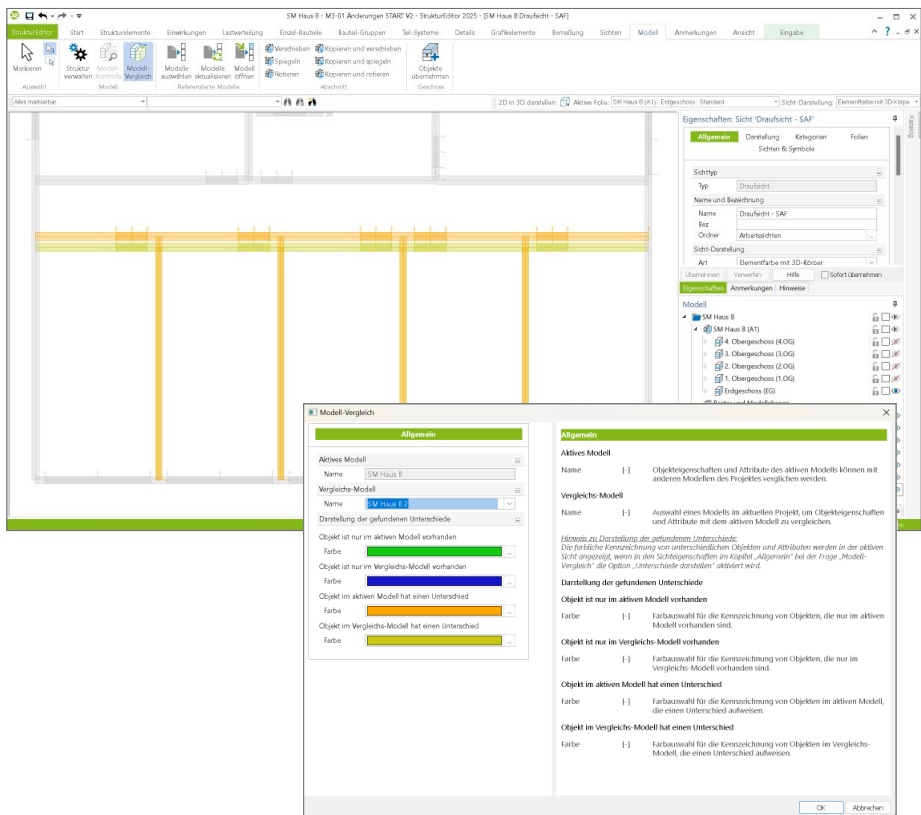 SM Haus B - M3-01 Änderungen START V2 - StrukturEditor 2025 - [SM Haus B:Draufsicht - SAF]
StrukturEditor Start Strukturelemente Einwirkungen Lastverteilung Einzel-Bauteile Bauteil-Gruppen Teil-Systeme Details Grafikelemente Bemaßung Sichten Modell Anmerkungen Ansicht Eingabe
Markieren
Struktur verwalten
Modell-Kontrolle
Modell-Vergleich
Modelle auswählen
Modelle aktualisieren
Modell öffnen
Verschieben Kopieren und verschieben
Spiegeln Kopieren und spiegeln
Rotieren Kopieren und rotieren
Objekte übernehmen
Auswahl Modell Referenzierte Modelle Abschnitt Geschoss
Alles markierbar
2D in 3D darstellen: Aktive Folie: SM Haus B (A1) Erdgeschoss : Standard Sicht-Darstellung: Elementfarbe mit 3D-Körpe
Katalog
Eigenschaften: Sicht 'Draufsicht - SAF'
Allgemein Darstellung Kategorien Folien
Sichten & Symbole
Sichttyp
Typ Draufsicht
Name und Bezeichnung
Name Draufsicht - SAF
Bez
Ordner Arbeitssichten ...
Sicht-Darstellung
Art Elementfarbe mit 3D-Körper
Übernehmen Verwerfen Hilfe Sofort übernehmen
Eigenschaften Anmerkungen Hinweise
Modell
SM Haus B
SM Haus B (A1)
4. Obergeschoss (4.OG)
3. Obergeschoss (3.OG)
2. Obergeschoss (2.OG)
1. Obergeschoss (1.OG)
Erdgeschoss (EG)
Modell-Vergleich
Allgemein
Aktives Modell
Name SM Haus B
Vergleichs-Modell
Name SM Haus B.2
Darstellung der gefundenen Unterschiede
Objekt ist nur im aktiven Modell vorhanden
Farbe ...
Objekt ist nur im Vergleichs-Modell vorhanden
Farbe ...
Objekt im aktiven Modell hat einen Unterschied
Farbe ...
Objekt im Vergleichs-Modell hat einen Unterschied
Farbe ...
Allgemein
Aktives Modell
Name [-] Objekteigenschaften und Attribute des aktiven Modells können mit
anderen Modellen des Projektes verglichen werden.
Vergleichs-Modell
Name [-] Auswahl eines Modells im aktuellen Projekt, um Objekteigenschaften
und Attribute mit dem aktiven Modell zu vergleichen.
Hinweis zu Darstellung der gefundenen Unterschiede:
Die farbliche Kennzeichnung von unterschiedlichen Objekten und Attributen werden in der aktiven
Sicht angezeigt, wenn in den Sichteigenschaften im Kapitel „Allgemein“ bei der Frage „Modell-
Vergleich“ die Option „Unterschiede darstellen“ aktiviert wird.
Darstellung der gefundenen Unterschiede
Objekt ist nur im aktiven Modell vorhanden
Farbe [-] Farbauswahl für die Kennzeichnung von Objekten, die nur im aktiven
Modell vorhanden sind.
Objekt ist nur im Vergleichs-Modell vorhanden
Farbe [-] Farbauswahl für die Kennzeichnung von Objekten, die nur im
Vergleichs-Modell vorhanden sind.
Objekt im aktiven Modell hat einen Unterschied
Farbe [-] Farbauswahl für die Kennzeichnung von Objekten im aktiven Modell,
die einen Unterschied aufweisen.
Objekt im Vergleichs-Modell hat einen Unterschied
Farbe [-] Farbauswahl für die Kennzeichnung von Objekten im Vergleichs-
Modell, die einen Unterschied aufweisen.
OK Abbrechen